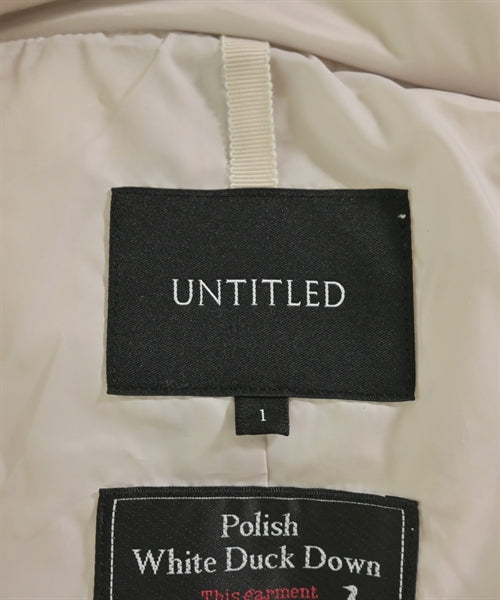 UNTITLED
1
Polish
White Duck Down
This garment